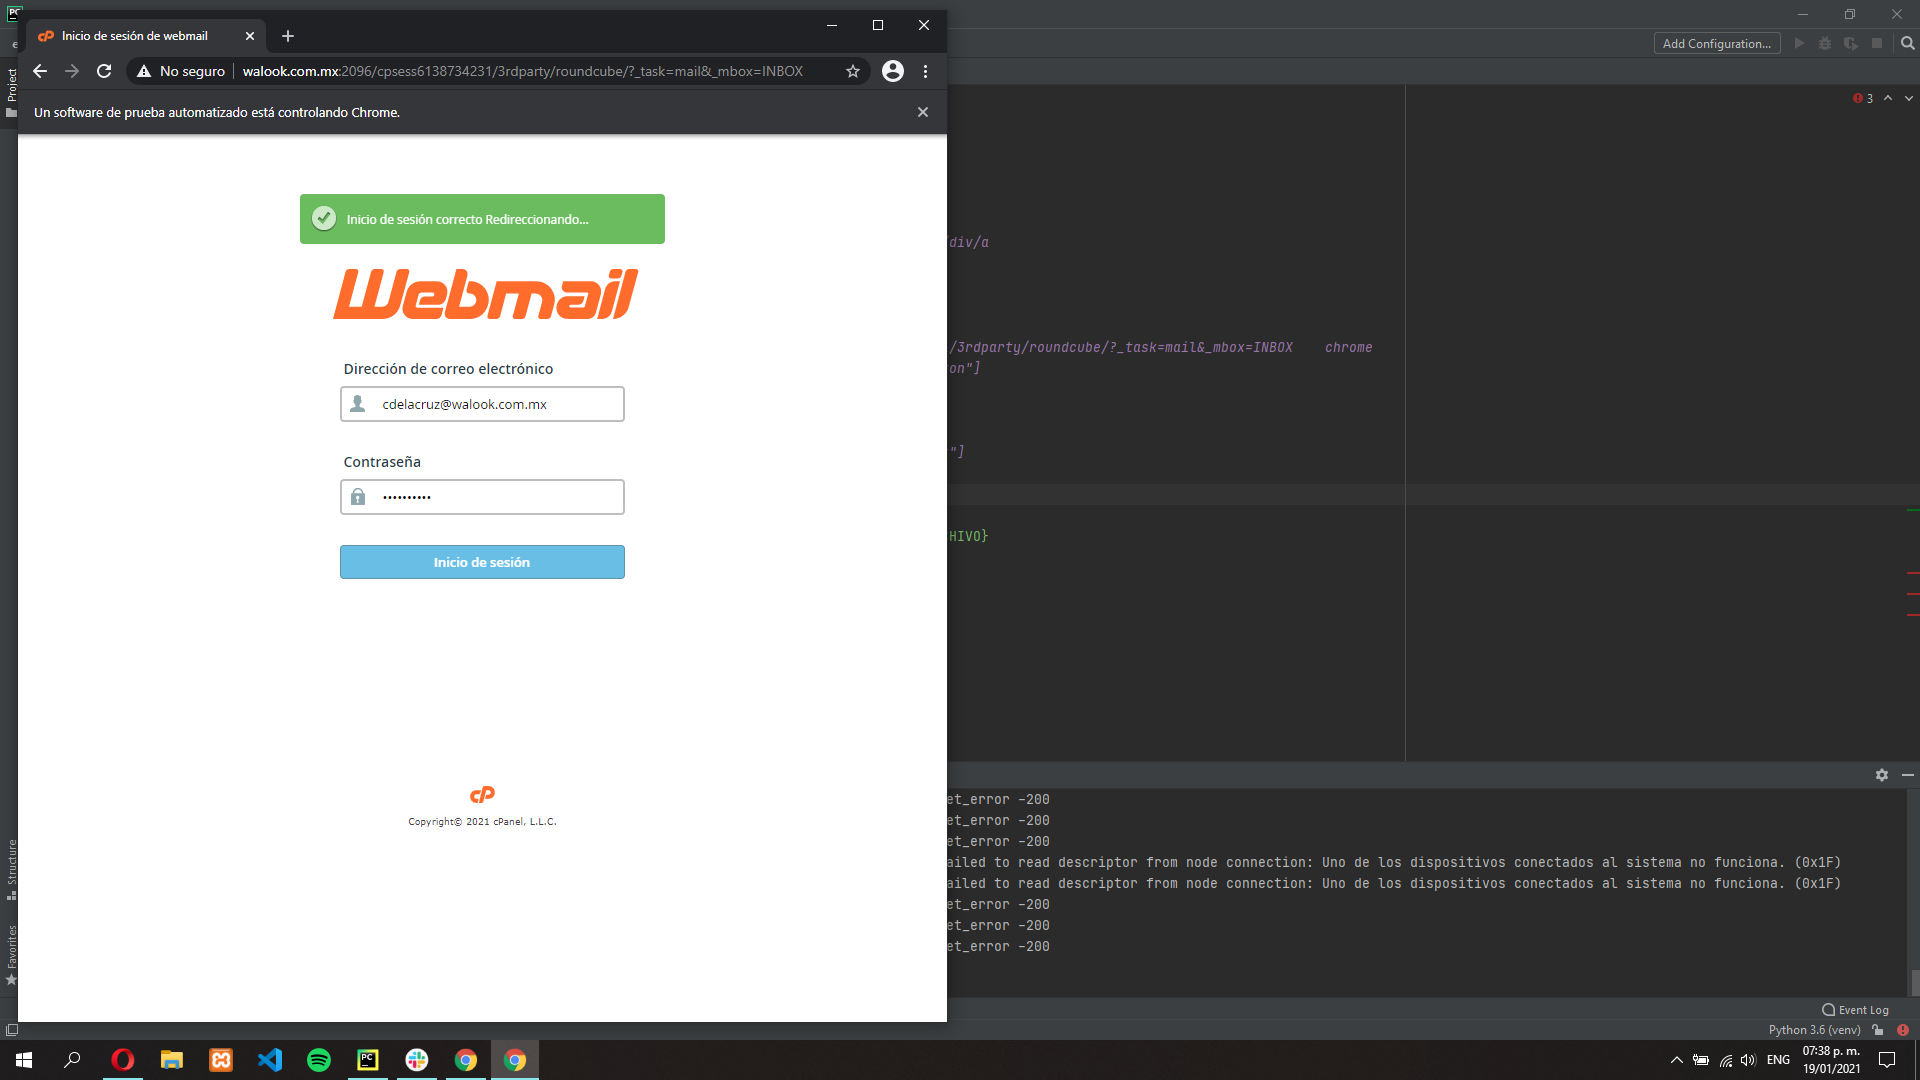 Inicio de sesión de webmail
No seguro
walook.com.mx:2096/cpsess6138734231/3rdparty/roundcube/?_task=mail&_mbox=INBOX
Un software de prueba automatizado está controlando Chrome.
Inicio de sesión correcto Redireccionando...
Webmail
Dirección de correo electrónico
cdelacruz@walook.com.mx
Contraseña
••••••••••
Inicio de sesión
cP
Copyright© 2021 cPanel, L.L.C.
PC
Project
Structure
Favorites
Add Configuration...
3
div/a
/3rdparty/roundcube/?_task=mail&_mbox=INBOX    chrome
on"]
"]
HIVO}
et_error -200
et_error -200
et_error -200
ailed to read descriptor from node connection: Uno de los dispositivos conectados al sistema no funciona. (0x1F)
ailed to read descriptor from node connection: Uno de los dispositivos conectados al sistema no funciona. (0x1F)
et_error -200
et_error -200
et_error -200
Event Log
Python 3.6 (venv)
PC
ENG
07:38 p. m.
19/01/2021